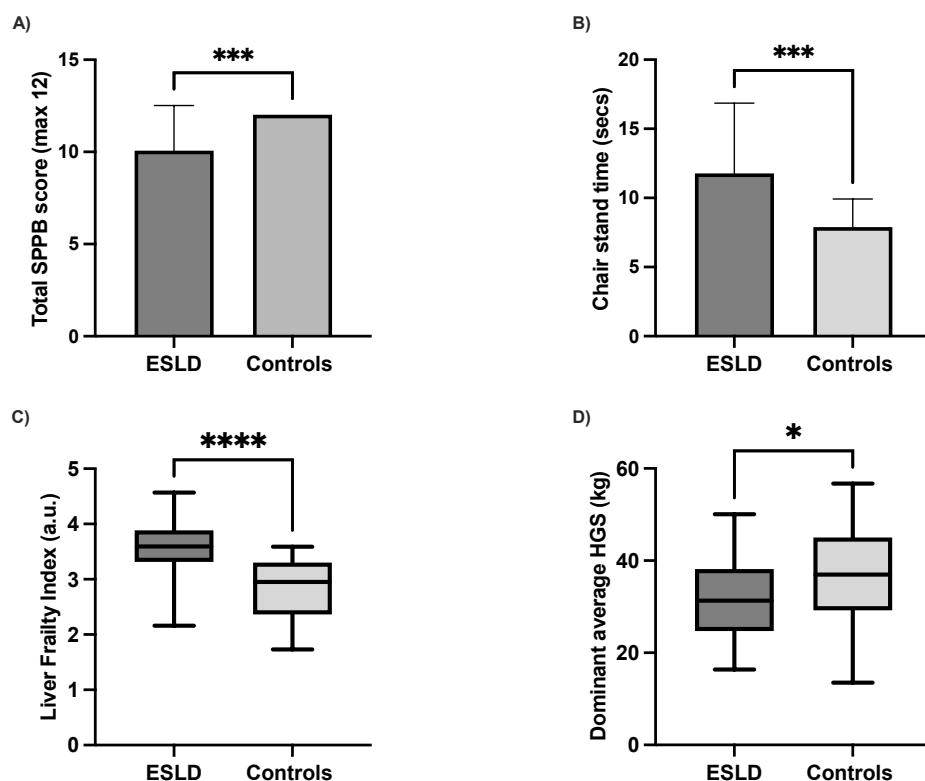 A)
***
Total SPPB score (max 12)
15
10
5
0
ESLD Controls
B)
***
Chair stand time (secs)
20
15
10
5
0
ESLD Controls
C)
****
Liver Frailty Index (a.u.)
5
4
3
2
1
0
ESLD Controls
D)
*
Dominant average HGS (kg)
60
40
20
0
ESLD Controls